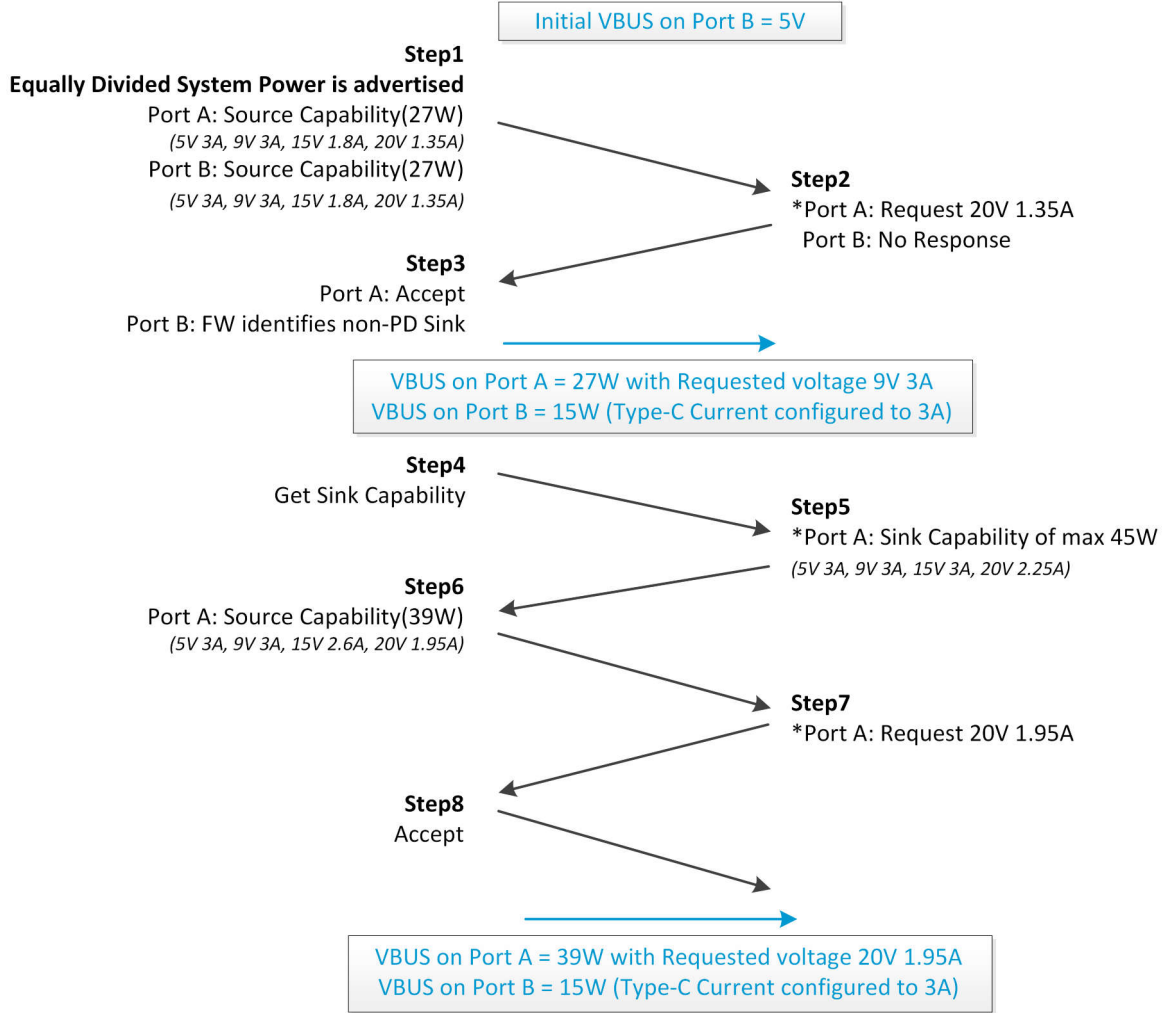 Initial VBUS on Port B = 5V
Step1
Equally Divided System Power is advertised
Port A: Source Capability(27W)
(5V 3A, 9V 3A, 15V 1.8A, 20V 1.35A)
Port B: Source Capability(27W)
(5V 3A, 9V 3A, 15V 1.8A, 20V 1.35A)
Step2
*Port A: Request 20V 1.35A
Port B: No Response
Step3
Port A: Accept
Port B: FW identifies non-PD Sink
VBUS on Port A = 27W with Requested voltage 9V 3A
VBUS on Port B = 15W (Type-C Current configured to 3A)
Step4
Get Sink Capability
Step5
*Port A: Sink Capability of max 45W
(5V 3A, 9V 3A, 15V 3A, 20V 2.25A)
Step6
Port A: Source Capability(39W)
(5V 3A, 9V 3A, 15V 2.6A, 20V 1.95A)
Step7
*Port A: Request 20V 1.95A
Step8
Accept
VBUS on Port A = 39W with Requested voltage 20V 1.95A
VBUS on Port B = 15W (Type-C Current configured to 3A)